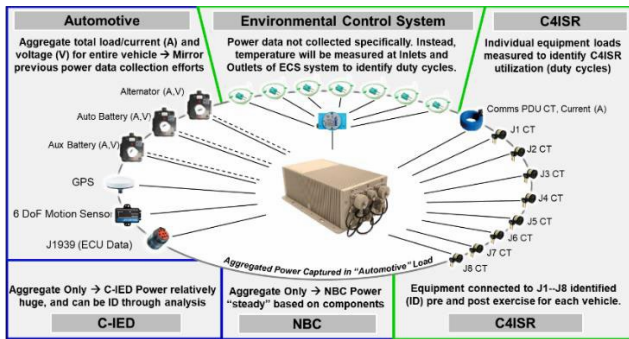 Automotive
Aggregate total load/current (A) and
voltage (V) for entire vehicle → Mirror
previous power data collection efforts
Environmental Control System
Power data not collected specifically. Instead,
temperature will be measured at Inlets and
Outlets of ECS system to identify duty cycles.
C4ISR
Individual equipment loads
measured to identify C4ISR
utilization (duty cycles)
Alternator (A,V)
Auto Battery (A,V)
Aux Battery (A,V)
GPS
6 DoF Motion Sensor
J1939 (ECU Data)
Comms PDU CT, Current (A)
J1 CT
J2 CT
J3 CT
J4 CT
J5 CT
J6 CT
J7 CT
J8 CT
Aggregated Power Captured in "Automotive" Load
Aggregate Only → C-IED Power relatively
huge, and can be ID through analysis
C-IED
Aggregate Only → NBC Power
"steady" based on components
NBC
Equipment connected to J1--J8 identified
(ID) pre and post exercise for each vehicle.
C4ISR